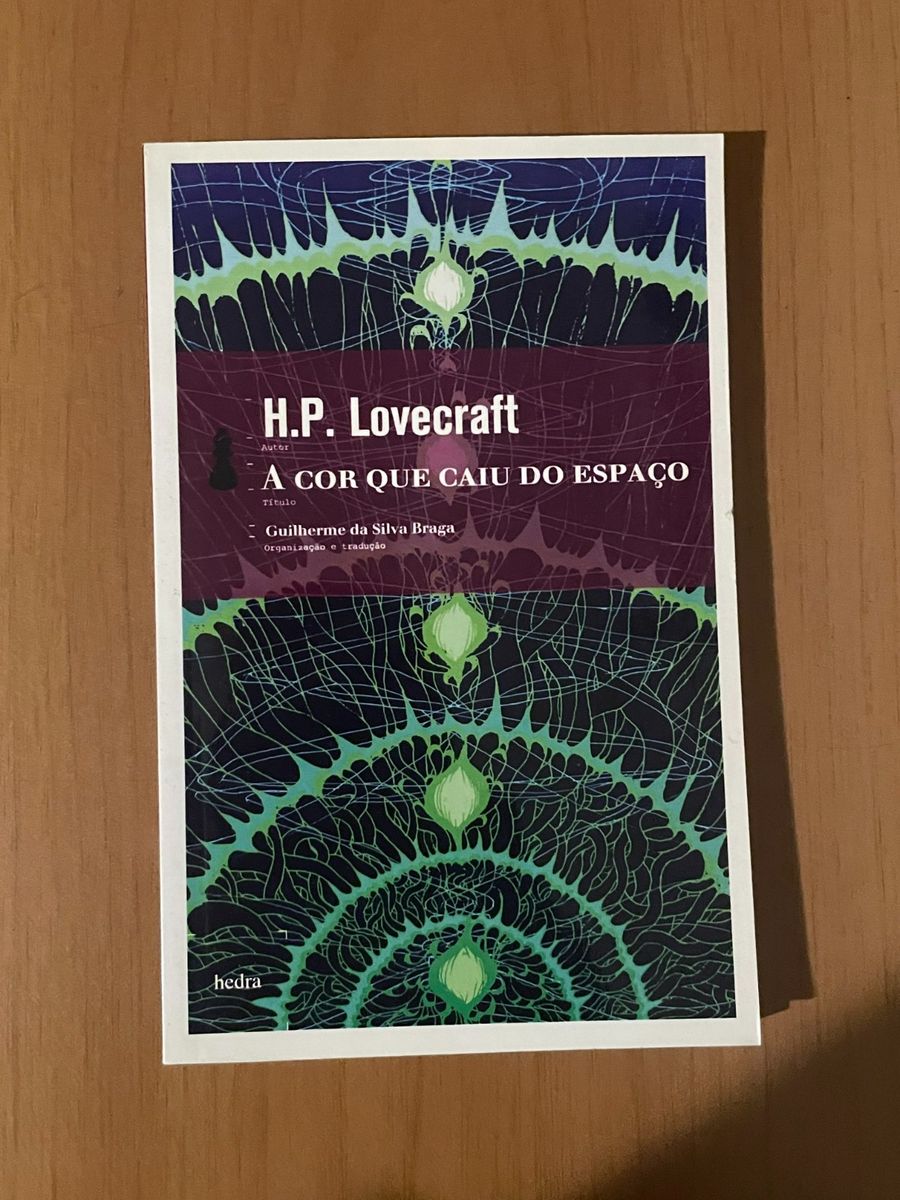 H.P. Lovecraft
Autor
A COR QUE CAIU DO ESPAÇO
Título
Guilherme da Silva Braga
Organização e tradução
hedra